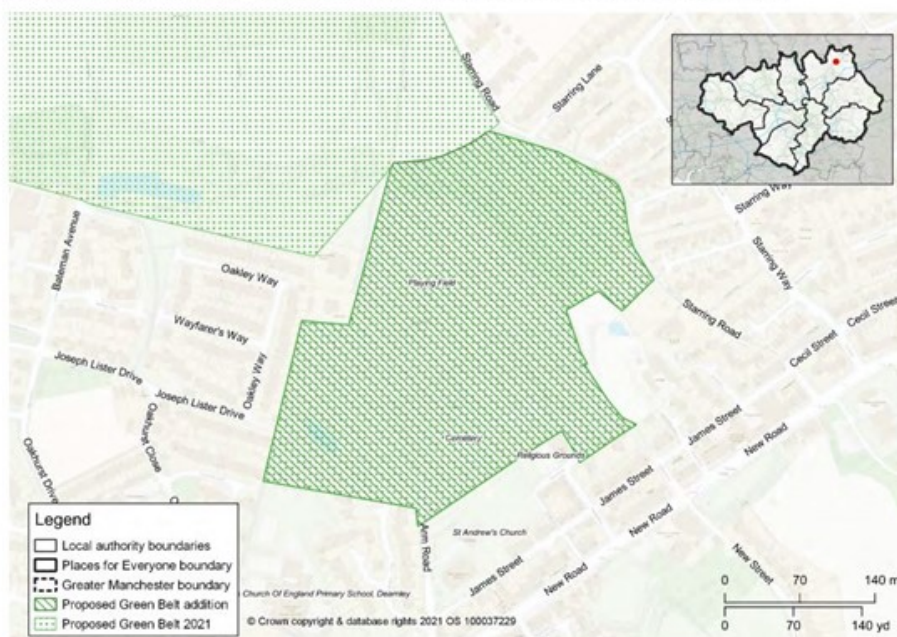 Starring Road
Starring Lane
Starring Way
Starring Way
Bateman Avenue
Oakley Way
Playing Field
Wayfarer's Way
Oakley Way
Starring Road
Cecil Street
Cecil Street
Joseph Lister Drive
Joseph Lister Drive
Oakhurst Close
Oakhurst Drive
Cemetery
Religious Grounds
James Street
New Road
James Street
New Road
St Andrew's Church
Arm Road
James Street
New Road
New Street
Church Of England Primary School, Dearnley
Legend
Local authority boundaries
Places for Everyone boundary
Greater Manchester boundary
Proposed Green Belt addition
Proposed Green Belt 2021
© Crown copyright & database rights 2021 OS 100037229
0 70 140 m
0 70 140 yd